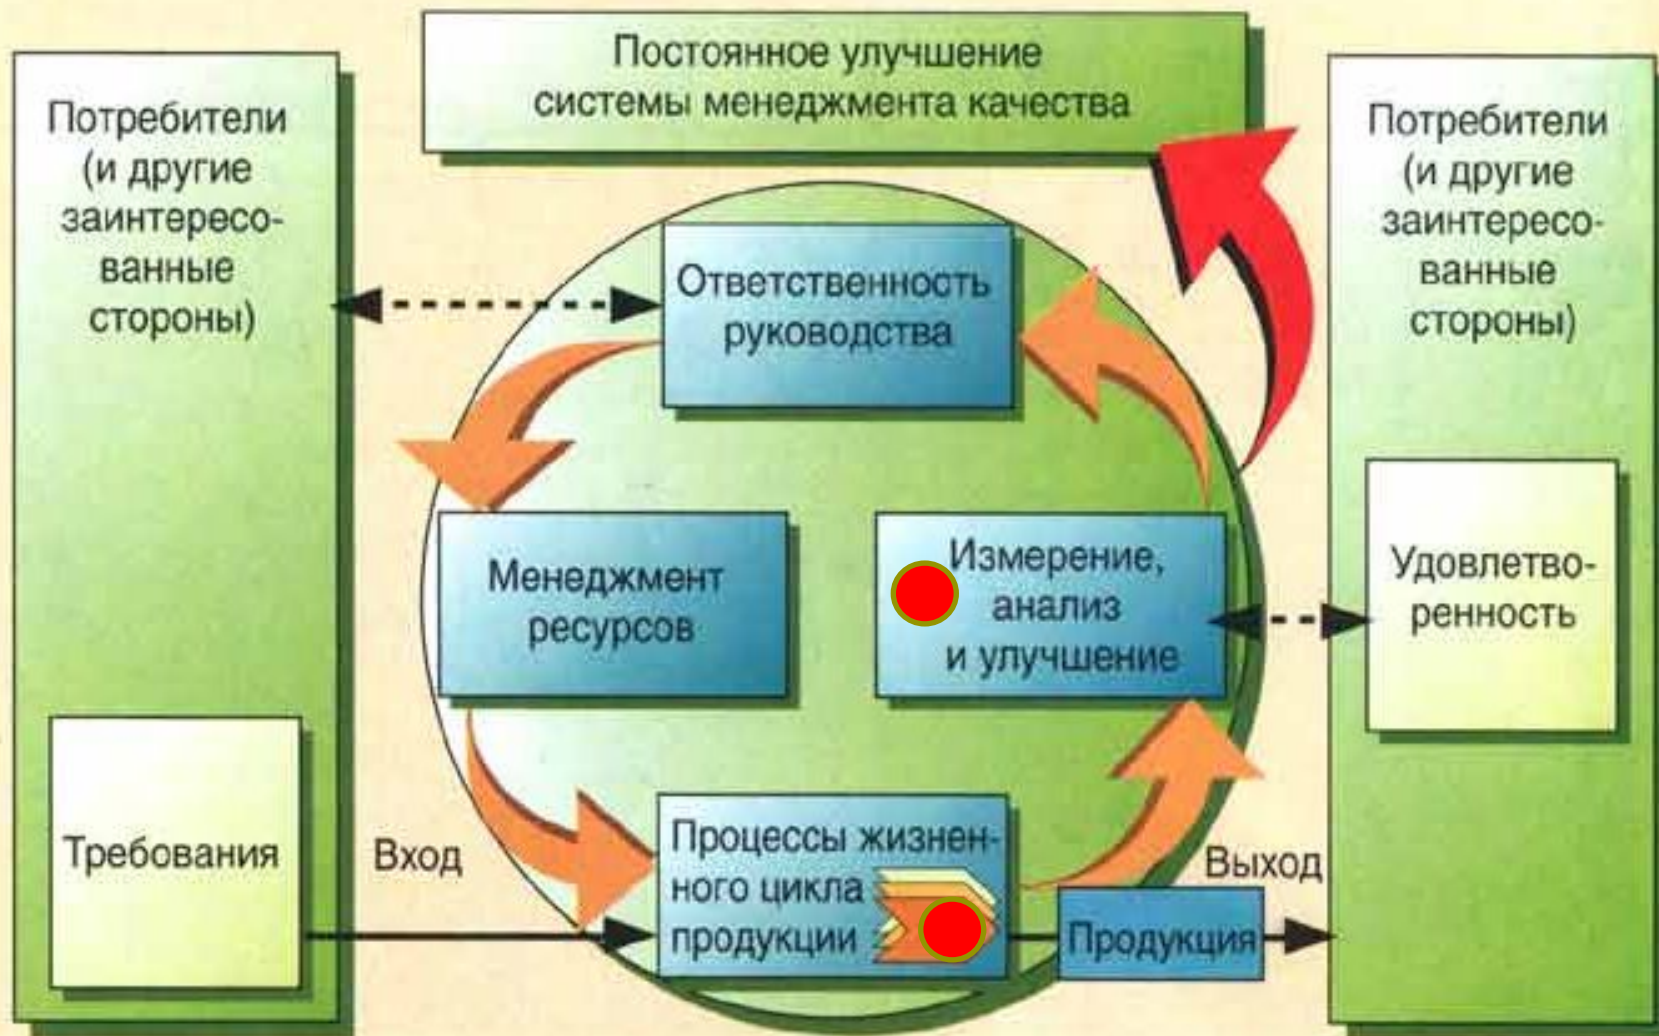 Постоянное улучшение
системы менеджмента качества
Потребители
(и другие
заинтересо-
ванные
стороны)
Потребители
(и другие
заинтересо-
ванные
стороны)
Ответственность
руководства
Менеджмент
ресурсов
Измерение,
анализ
и улучшение
Удовлетво-
ренность
Требования
Вход
Процессы жизнен-
ного цикла
продукции
Выход
Продукция